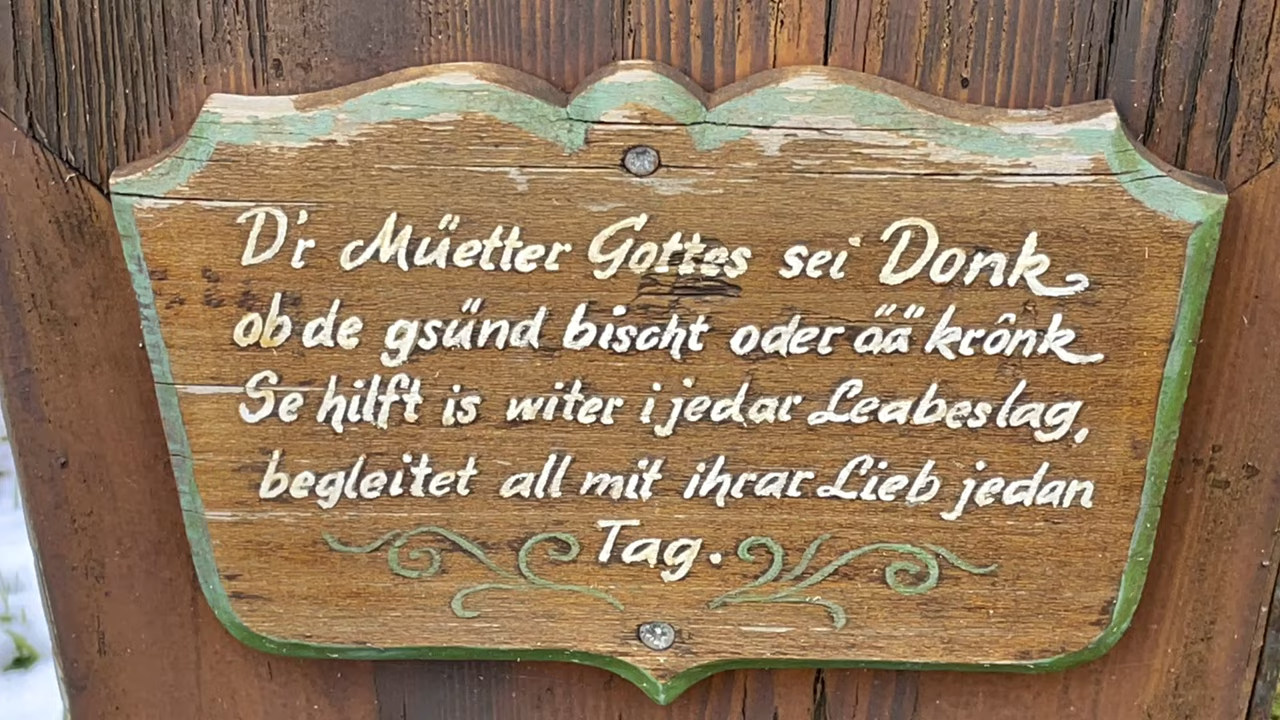 D'r Müetter Gottes sei Donk
ob de gsünd bischt oder öä krônk
Se hilft is witer i jedar Leabeslag,
begleitet all mit ihrar Lieb jedan
Tag.